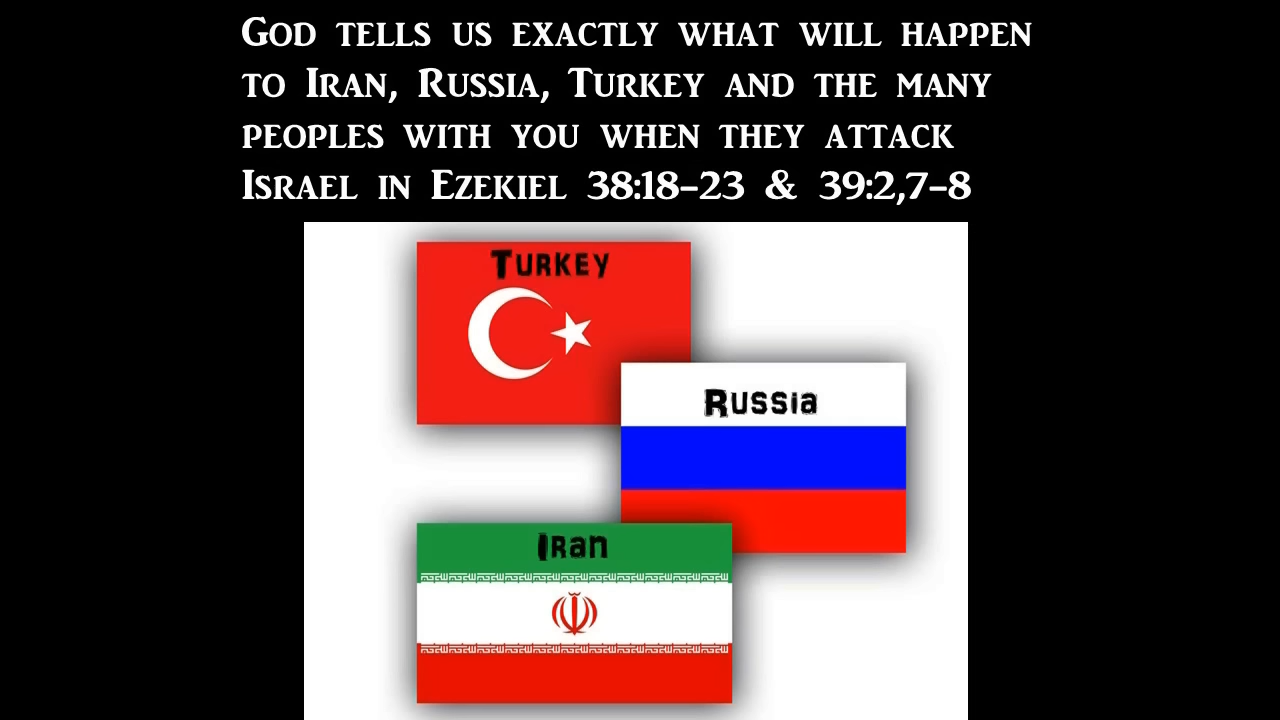 God tells us exactly what will happen
to Iran, Russia, Turkey and the many
peoples with you when they attack
Israel in Ezekiel 38:18-23 & 39:2,7-8
Turkey
Russia
Iran